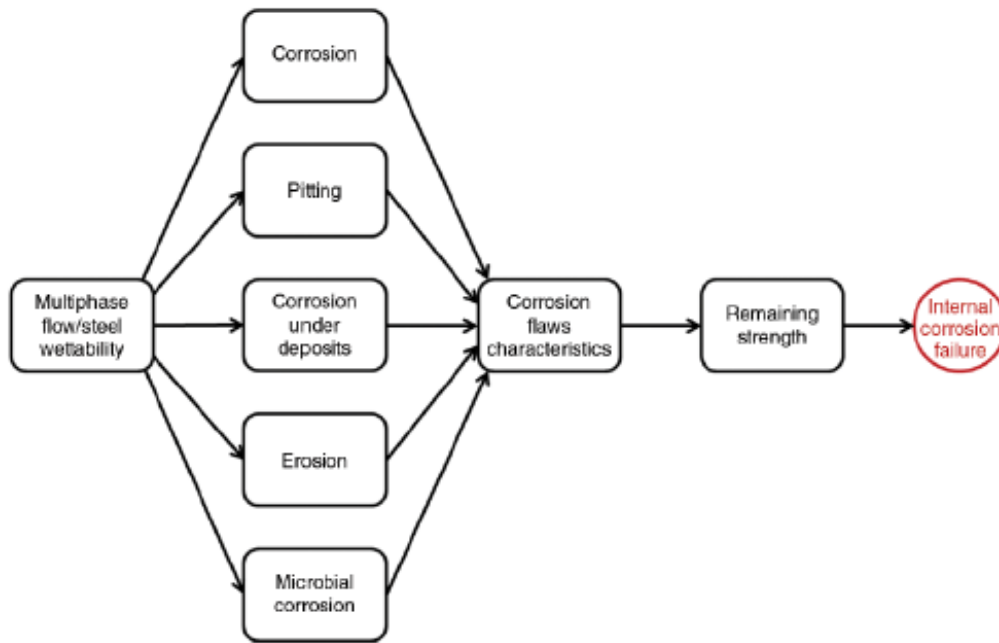 Corrosion
Pitting
Multiphase
flow/steel
wettability
Corrosion
under
deposits
Corrosion
flaws
characteristics
Remaining
strength
Internal
corrosion
failure
Erosion
Microbial
corrosion